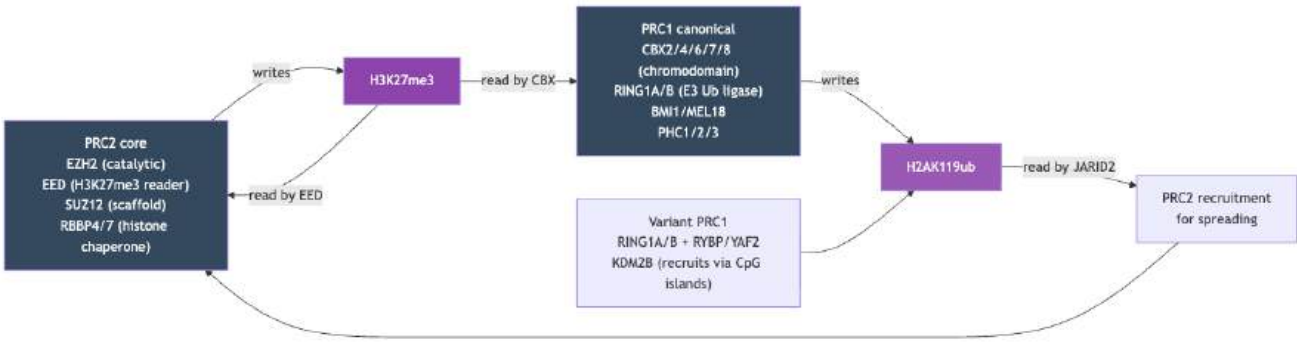 PRC1 canonical
CBX2/4/6/7/8
(chromodomain)
RING1A/B (E3 Ub ligase)
BMI1/MEL18
PHC1/2/3
writes
H3K27me3
read by CBX
writes
PRC2 core
EZH2 (catalytic)
EED (H3K27me3 reader)
SUZ12 (scaffold)
RBBP4/7 (histone
chaperone)
read by EED
H2AK119ub
read by JARID2
PRC2 recruitment
for spreading
Variant PRC1
RING1A/B + RYBP/YAF2
KDM2B (recruits via CpG
islands)